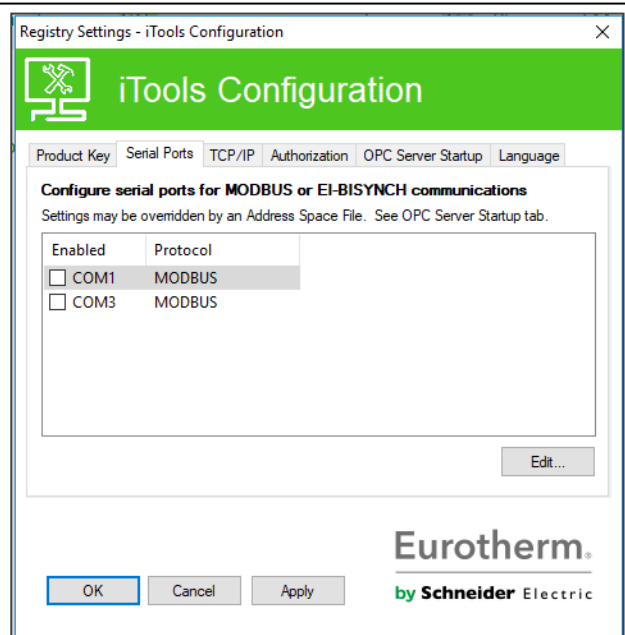 Registry Settings - iTools Configuration
iTools Configuration
Product Key Serial Ports TCP/IP Authorization OPC Server Startup Language
Configure serial ports for MODBUS or EI-BISYNCH communications
Settings may be overridden by an Address Space File. See OPC Server Startup tab.
Enabled Protocol
COM1 MODBUS
COM3 MODBUS
Edit...
Eurotherm.
by Schneider Electric
OK Cancel Apply